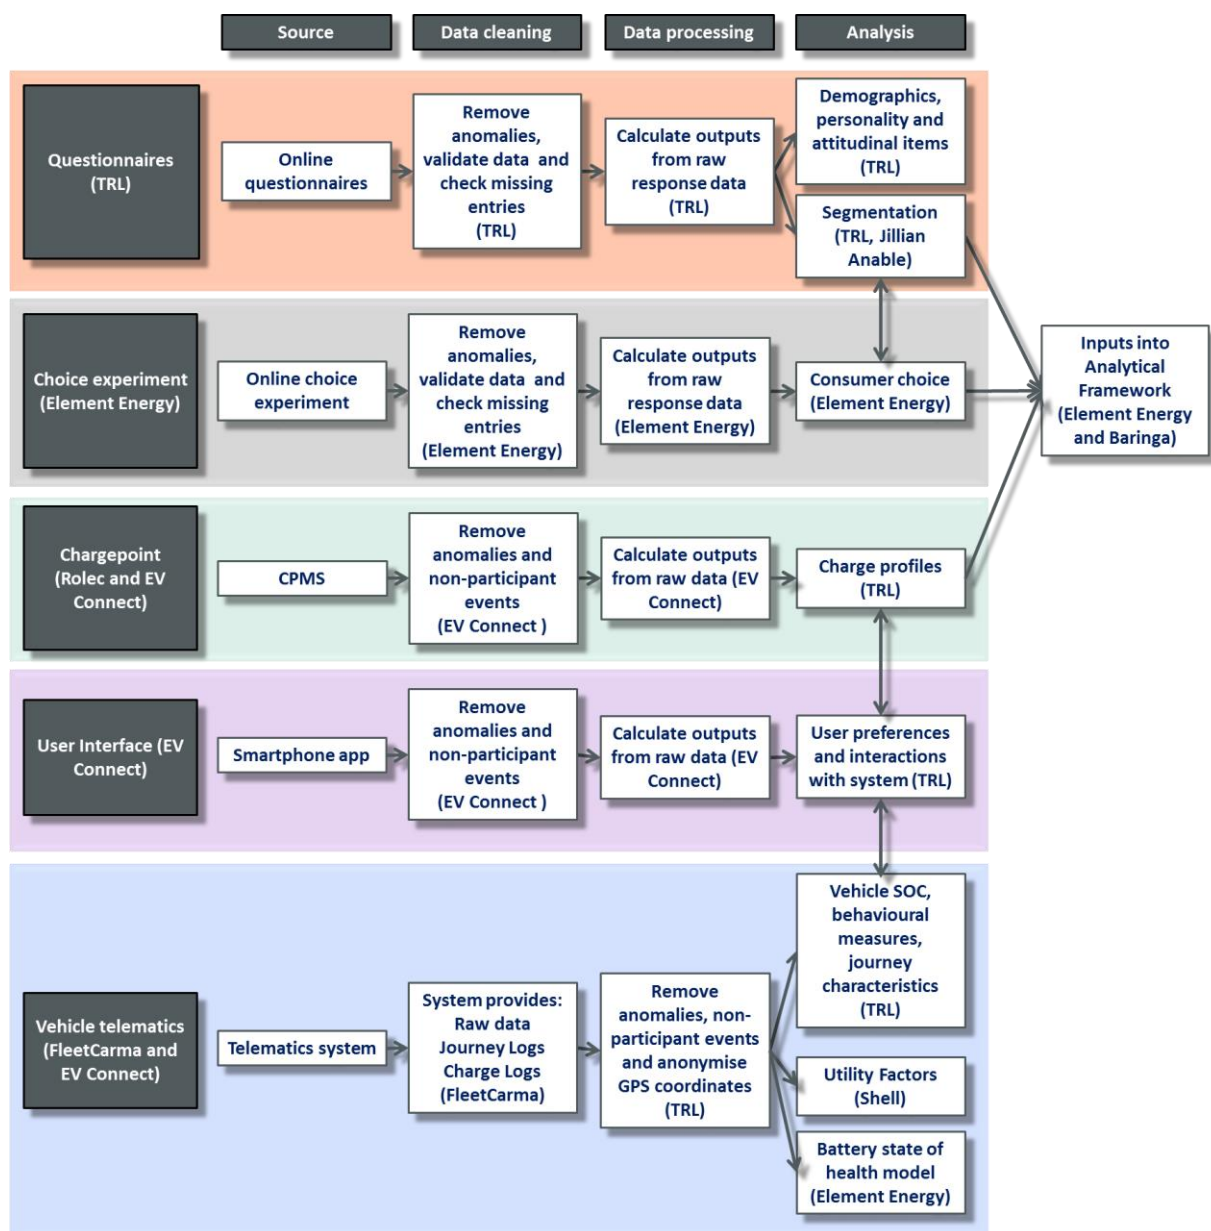 Source
Data cleaning
Data processing
Analysis
Questionnaires
(TRL)
Online
questionnaires
Remove
anomalies,
validate data and
check missing
entries
(TRL)
Calculate outputs
from raw
response data
(TRL)
Demographics,
personality and
attitudinal items
(TRL)
Segmentation
(TRL, Jillian
Anable)
Choice experiment
(Element Energy)
Online choice
experiment
Remove
anomalies,
validate data and
check missing
entries
(Element Energy)
Calculate outputs
from raw
response data
(Element Energy)
Consumer choice
(Element Energy)
Inputs into
Analytical
Framework
(Element Energy
and Baringa)
Chargepoint
(Rolec and EV
Connect)
CPMS
Remove
anomalies and
non-participant
events
(EV Connect )
Calculate outputs
from raw data (EV
Connect)
Charge profiles
(TRL)
User Interface (EV
Connect)
Smartphone app
Remove
anomalies and
non-participant
events
(EV Connect )
Calculate outputs
from raw data (EV
Connect)
User preferences
and interactions
with system (TRL)
Vehicle telematics
(FleetCarma and
EV Connect)
Telematics system
System provides:
Raw data
Journey Logs
Charge Logs
(FleetCarma)
Remove
anomalies, non-
participant events
and anonymise
GPS coordinates
(TRL)
Vehicle SOC,
behavioural
measures,
journey
characteristics
(TRL)
Utility Factors
(Shell)
Battery state of
health model
(Element Energy)